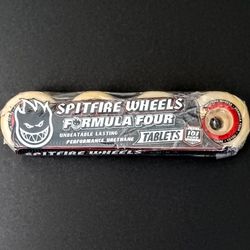 SPITFIRE WHEELS
FORMULA FOUR
UNBEATABLE LASTING
PERFORMANCE URETHANE
TABLETS
101
SPITFIRE WHEELS